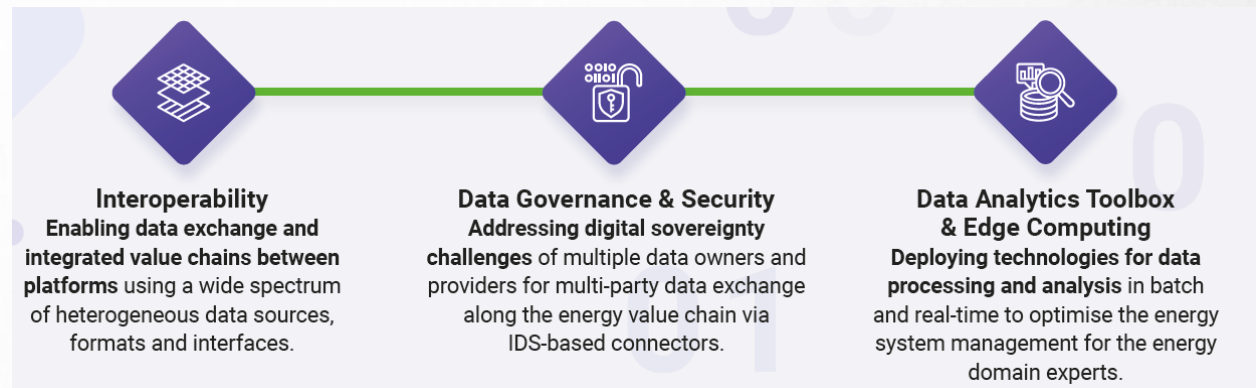 Interoperability
Enabling data exchange and
integrated value chains between
platforms using a wide spectrum
of heterogeneous data sources,
formats and interfaces.
Data Governance & Security
Addressing digital sovereignty
challenges of multiple data owners and
providers for multi-party data exchange
along the energy value chain via
IDS-based connectors.
Data Analytics Toolbox
& Edge Computing
Deploying technologies for data
processing and analysis in batch
and real-time to optimise the energy
system management for the energy
domain experts.
0
01